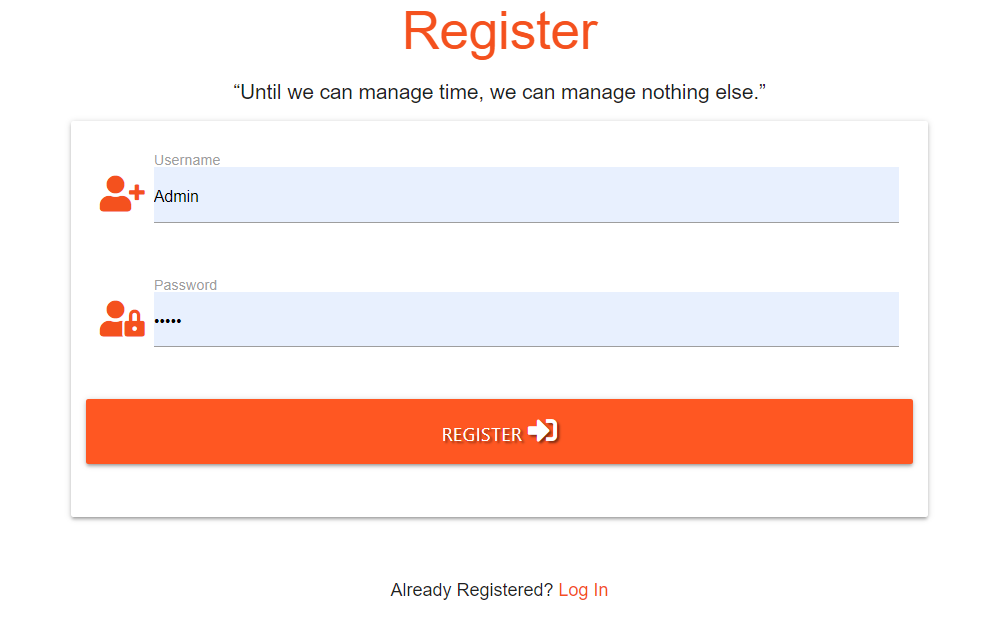 Register
“Until we can manage time, we can manage nothing else.”
Username
Admin
Password
•••••
REGISTER
Already Registered? Log In